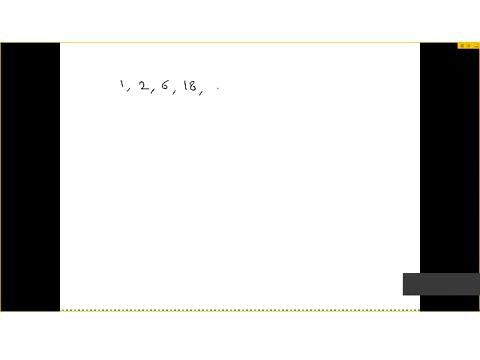 1, 2, 6, 18, .